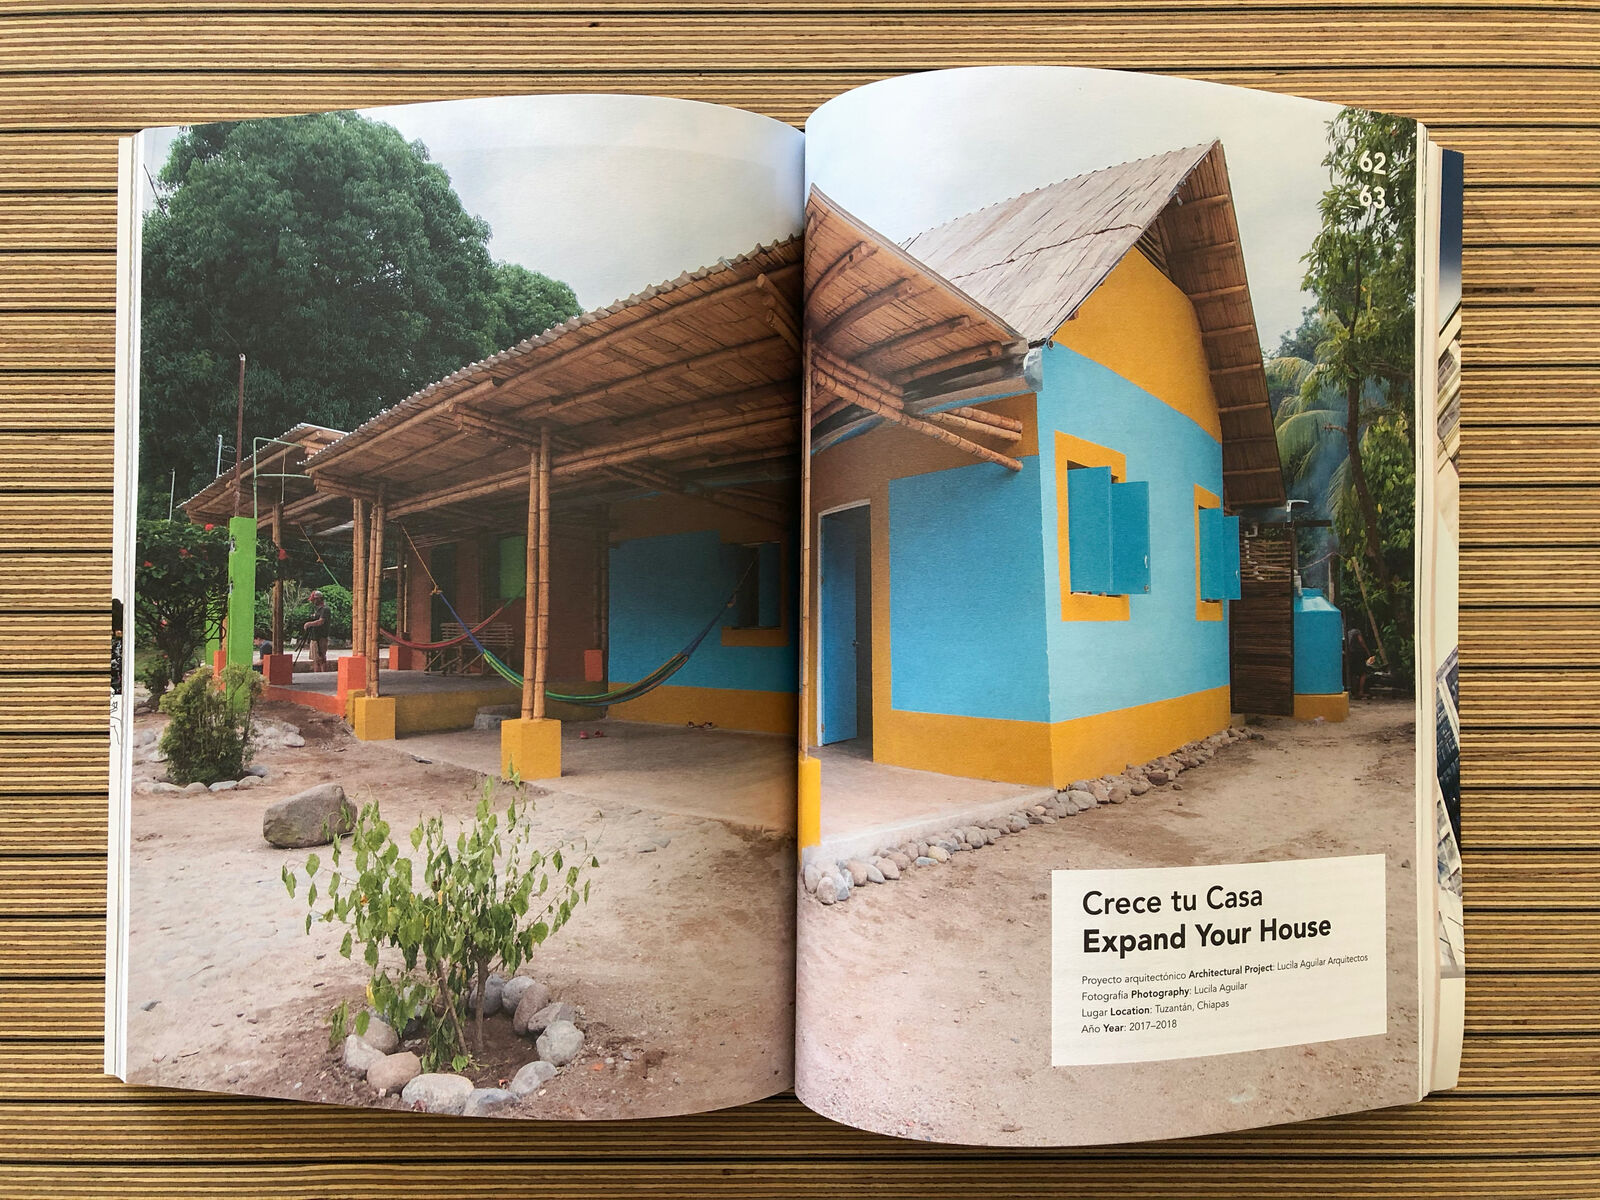 62
63
Crece tu Casa
Expand Your House
Proyecto arquitectónico Architectural Project: Lucila Aguilar Arquitectos
Fotografía Photography: Lucila Aguilar
Lugar Location: Tuzantán, Chiapas
Año Year: 2017–2018